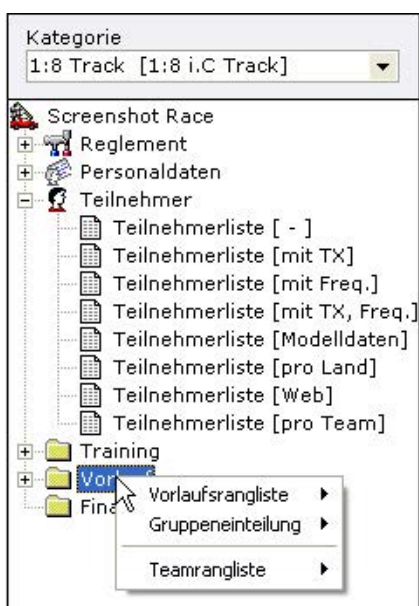 Kategorie
1:8 Track [1:8 i.C Track]
Screenshot Race
Reglement
Personaldaten
Teilnehmer
Teilnehmerliste [ - ]
Teilnehmerliste [mit TX]
Teilnehmerliste [mit Freq.]
Teilnehmerliste [mit TX, Freq.]
Teilnehmerliste [Modelldaten]
Teilnehmerliste [pro Land]
Teilnehmerliste [Web]
Teilnehmerliste [pro Team]
Training
Vorlaufsrangliste
Gruppeneinteilung
Teamrangliste